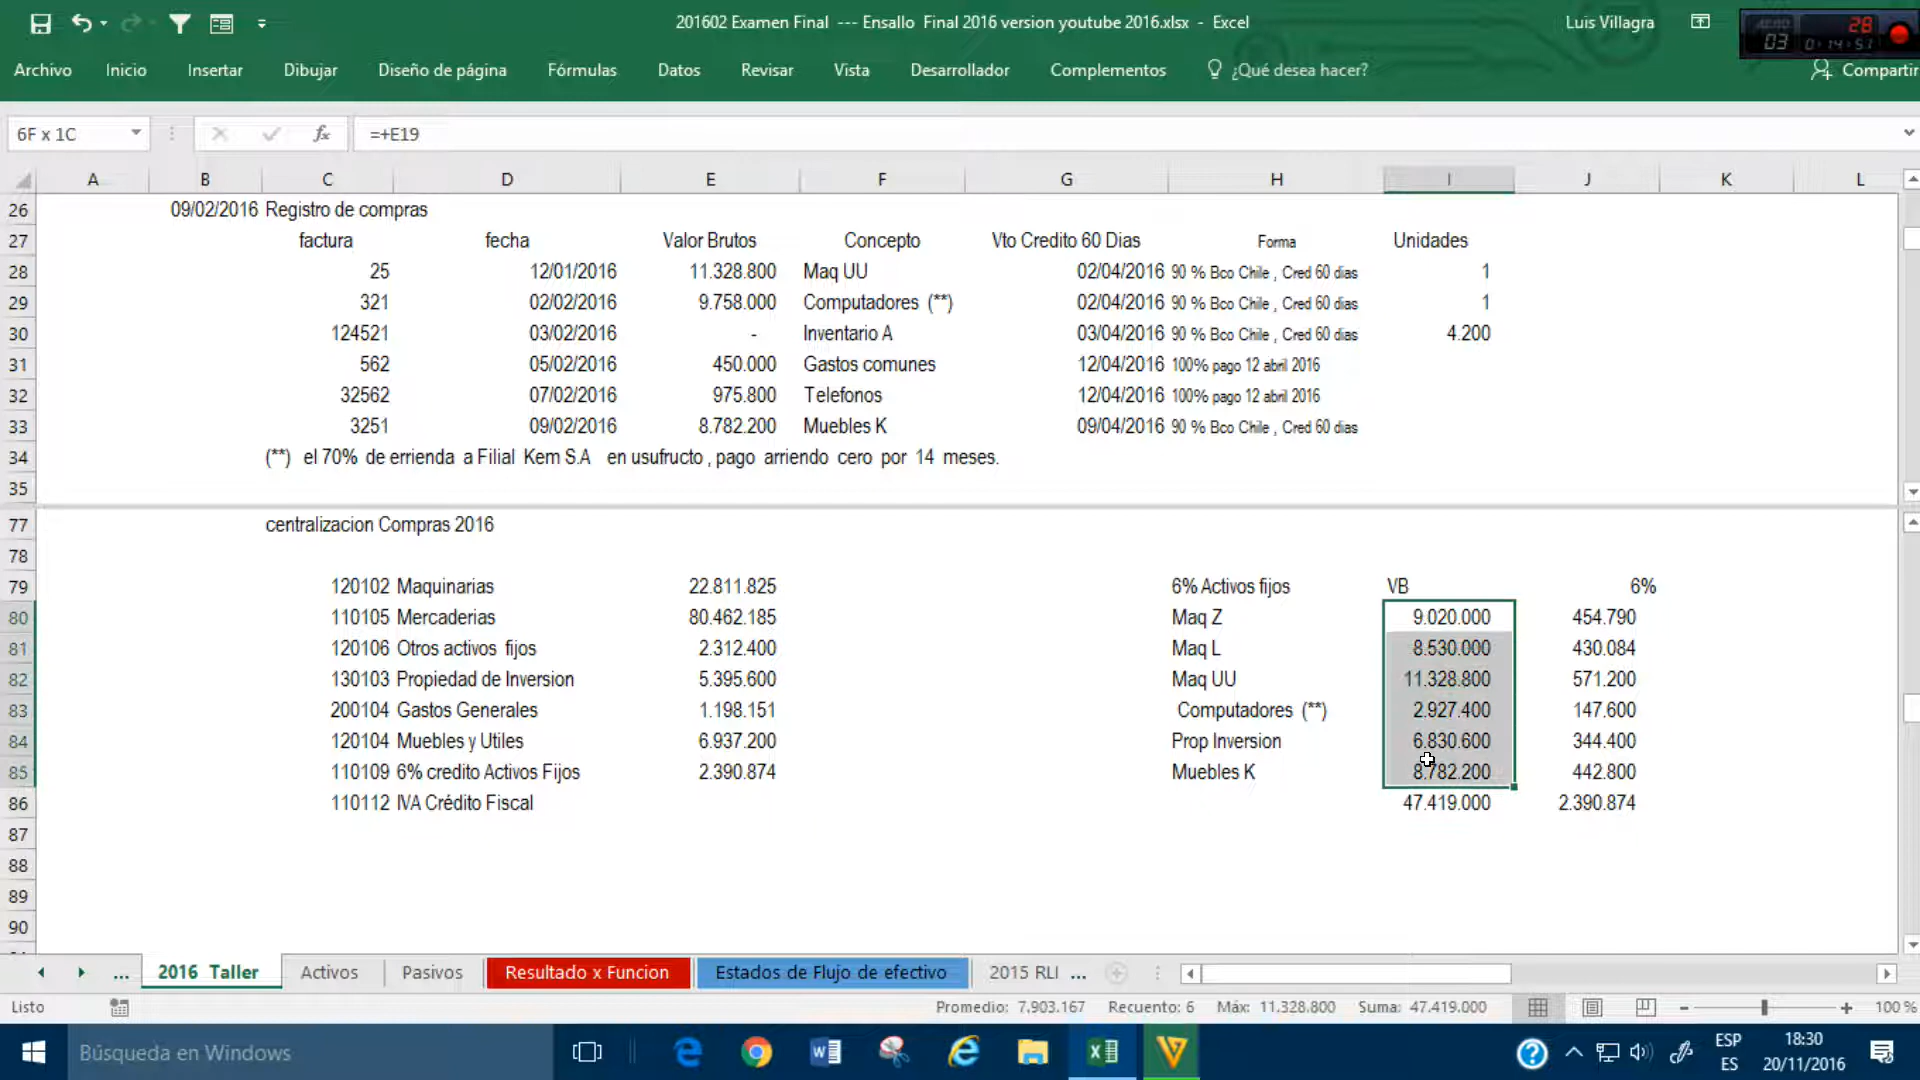 201602 Examen Final --- Ensallo Final 2016 version youtube 2016.xlsx - Excel
Luis Villagra
28
03 0:14:57
Archivo Inicio Insertar Dibujar Diseño de página Fórmulas Datos Revisar Vista Desarrollador Complementos ¿Qué desea hacer? Compartir
6F x 1C fx =+E19
A B C D E F G H I J K L
26 09/02/2016 Registro de compras
27 factura fecha Valor Brutos Concepto Vto Credito 60 Dias Forma Unidades
28 25 12/01/2016 11.328.800 Maq UU 02/04/2016 90 % Bco Chile , Cred 60 dias 1
29 321 02/02/2016 9.758.000 Computadores (**) 02/04/2016 90 % Bco Chile , Cred 60 dias 1
30 124521 03/02/2016 - Inventario A 03/04/2016 90 % Bco Chile , Cred 60 dias 4.200
31 562 05/02/2016 450.000 Gastos comunes 12/04/2016 100% pago 12 abril 2016
32 32562 07/02/2016 975.800 Telefonos 12/04/2016 100% pago 12 abril 2016
33 3251 09/02/2016 8.782.200 Muebles K 09/04/2016 90 % Bco Chile , Cred 60 dias
34 (**) el 70% de errienda a Filial Kem S.A en usufructo , pago arriendo cero por 14 meses.
35
77 centralizacion Compras 2016
78
79 120102 Maquinarias 22.811.825 6% Activos fijos VB 6%
80 110105 Mercaderias 80.462.185 Maq Z 9.020.000 454.790
81 120106 Otros activos fijos 2.312.400 Maq L 8.530.000 430.084
82 130103 Propiedad de Inversion 5.395.600 Maq UU 11.328.800 571.200
83 200104 Gastos Generales 1.198.151 Computadores (**) 2.927.400 147.600
84 120104 Muebles y Utiles 6.937.200 Prop Inversion 6.830.600 344.400
85 110109 6% credito Activos Fijos 2.390.874 Muebles K 8.782.200 442.800
86 110112 IVA Crédito Fiscal 47.419.000 2.390.874
87
88
89
90
... 2016 Taller Activos Pasivos Resultado x Funcion Estados de Flujo de efectivo 2015 RLI ...
Listo Promedio: 7.903.167 Recuento: 6 Máx: 11.328.800 Suma: 47.419.000 100 %
Búsqueda en Windows
ESP 18:30
ES 20/11/2016